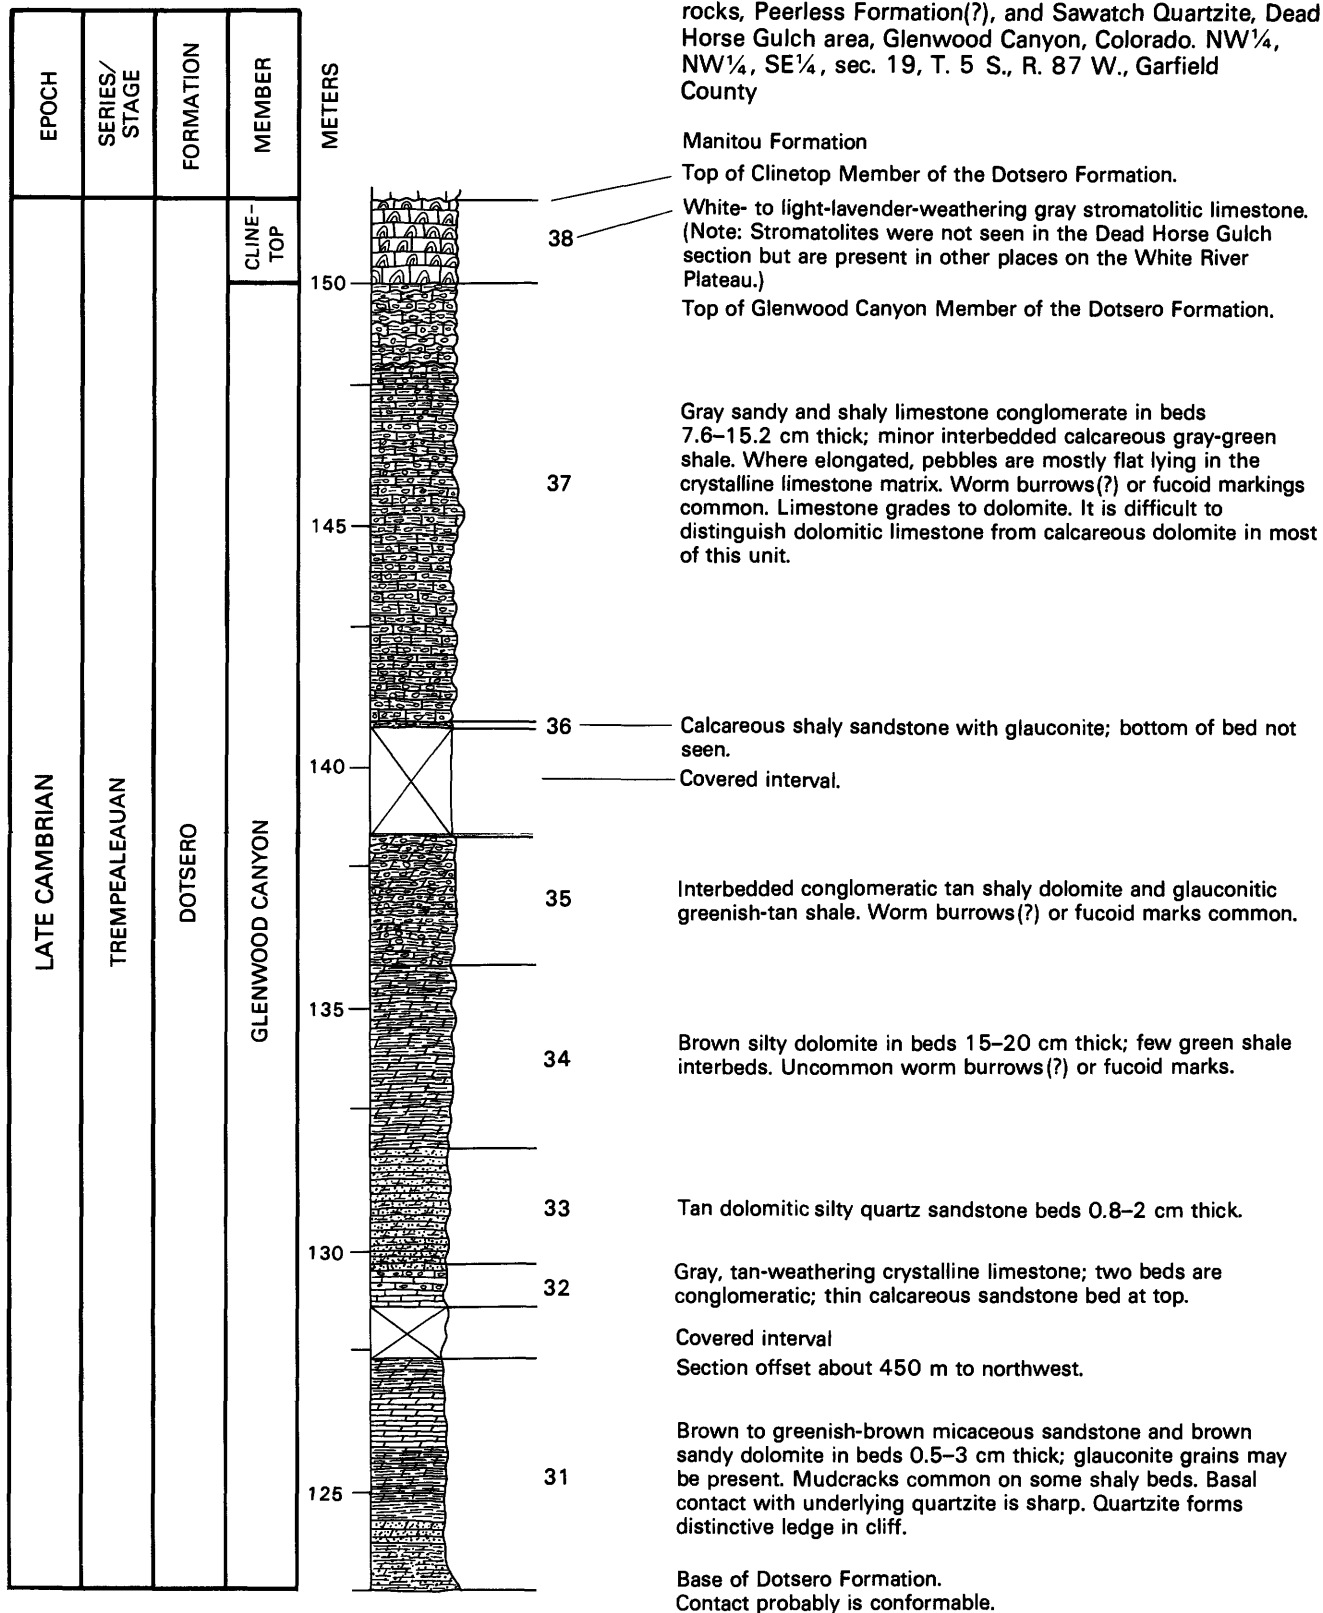 rocks, Peerless Formation(?), and Sawatch Quartzite, Dead
Horse Gulch area, Glenwood Canyon, Colorado. NW¼,
NW¼, SE¼, sec. 19, T. 5 S., R. 87 W., Garfield
County
EPOCH
SERIES/
STAGE
FORMATION
MEMBER
METERS
Manitou Formation
Top of Clinetop Member of the Dotsero Formation.
CLINE-
TOP
38
White- to light-lavender-weathering gray stromatolitic limestone.
(Note: Stromatolites were not seen in the Dead Horse Gulch
section but are present in other places on the White River
Plateau.)
150
Top of Glenwood Canyon Member of the Dotsero Formation.
37
Gray sandy and shaly limestone conglomerate in beds
7.6–15.2 cm thick; minor interbedded calcareous gray-green
shale. Where elongated, pebbles are mostly flat lying in the
crystalline limestone matrix. Worm burrows(?) or fucoid markings
common. Limestone grades to dolomite. It is difficult to
distinguish dolomitic limestone from calcareous dolomite in most
of this unit.
145
36
Calcareous shaly sandstone with glauconite; bottom of bed not
seen.
140
Covered interval.
LATE CAMBRIAN
TREMPEALEAUAN
DOTSERO
GLENWOOD CANYON
35
Interbedded conglomeratic tan shaly dolomite and glauconitic
greenish-tan shale. Worm burrows(?) or fucoid marks common.
135
34
Brown silty dolomite in beds 15–20 cm thick; few green shale
interbeds. Uncommon worm burrows(?) or fucoid marks.
33
Tan dolomitic silty quartz sandstone beds 0.8–2 cm thick.
130
32
Gray, tan-weathering crystalline limestone; two beds are
conglomeratic; thin calcareous sandstone bed at top.
Covered interval
Section offset about 450 m to northwest.
31
Brown to greenish-brown micaceous sandstone and brown
sandy dolomite in beds 0.5–3 cm thick; glauconite grains may
be present. Mudcracks common on some shaly beds. Basal
contact with underlying quartzite is sharp. Quartzite forms
distinctive ledge in cliff.
125
Base of Dotsero Formation.
Contact probably is conformable.